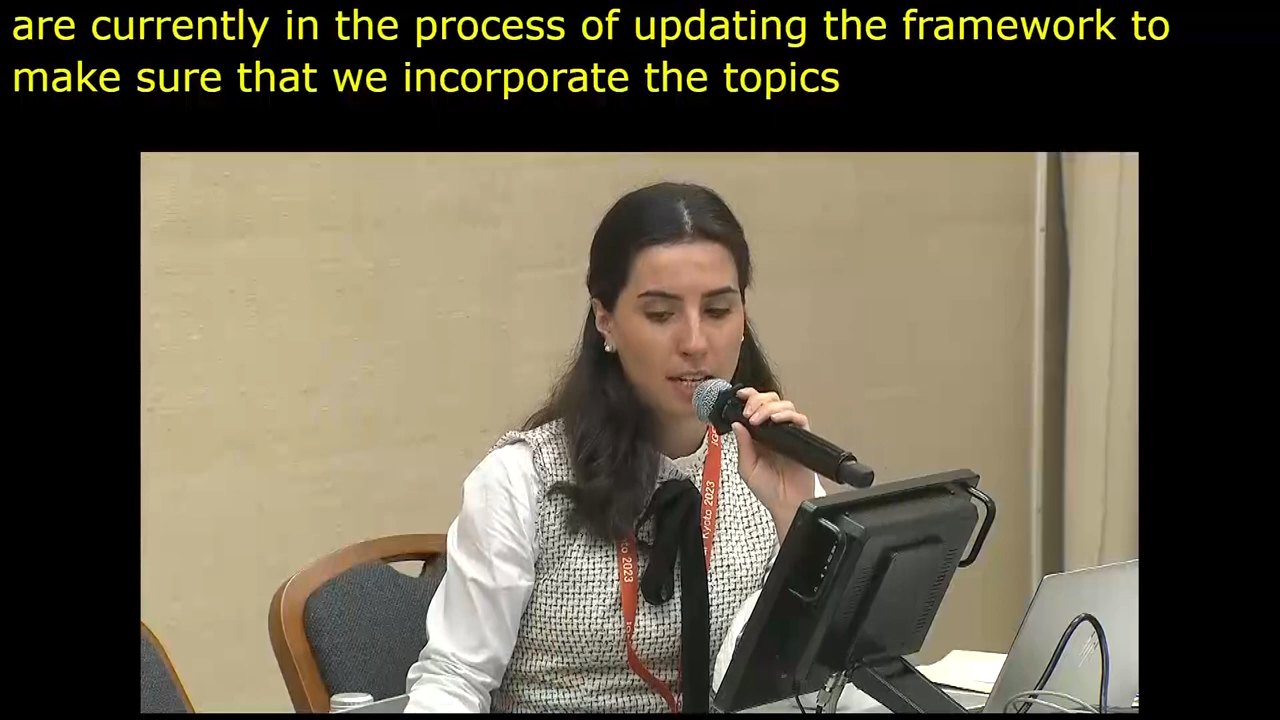 are currently in the process of updating the framework to
make sure that we incorporate the topics
Kyoto 2023
2023